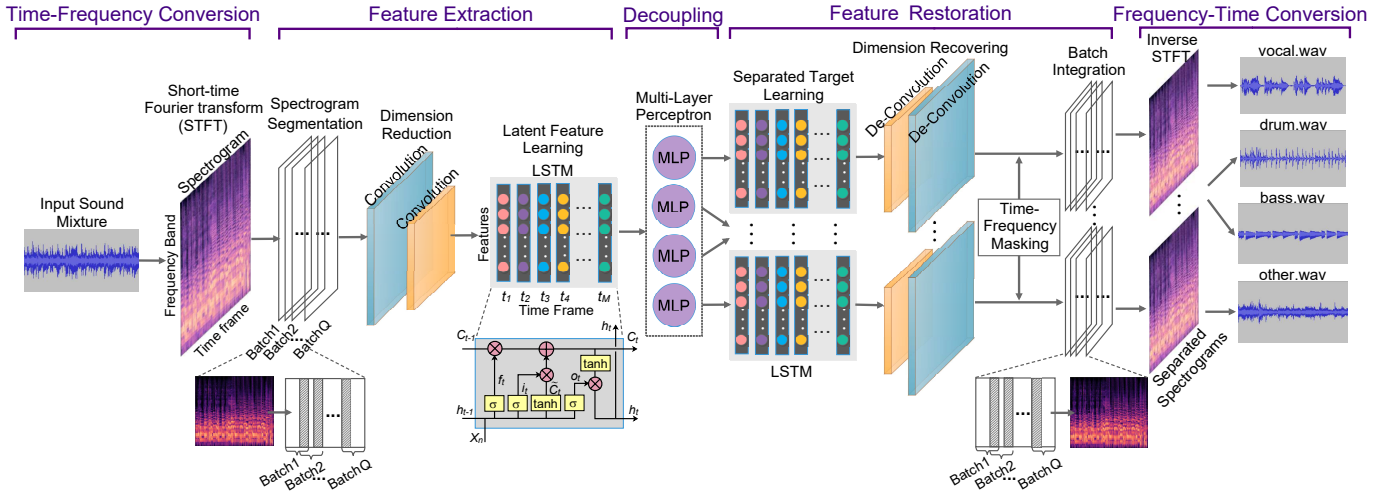 Time-Frequency Conversion
Feature Extraction
Decoupling
Feature Restoration
Frequency-Time Conversion
Input Sound
Mixture
Short-time
Fourier transform
(STFT)
Spectrogram
Frequency Band
Time frame
Spectrogram
Segmentation
...
...
Batch1
Batch2
...
BatchQ
Batch1
Batch2
...
BatchQ
Dimension
Reduction
Convolution
Convolution
Latent Feature
Learning
LSTM
Features
...
...
t1
t2
t3
t4
tM
Time Frame
Ct-1
Ct
ht
ft
it
C̃t
ot
tanh
σ
σ
tanh
σ
ht-1
ht
Xn
Multi-Layer
Perceptron
MLP
MLP
MLP
MLP
Separated Target
Learning
...
...
...
...
LSTM
Dimension Recovering
De-Convolution
De-Convolution
Time-
Frequency
Masking
Batch
Integration
...
...
...
...
Batch1
Batch2
...
BatchQ
Inverse
STFT
Separated
Spectrograms
vocal.wav
drum.wav
bass.wav
other.wav